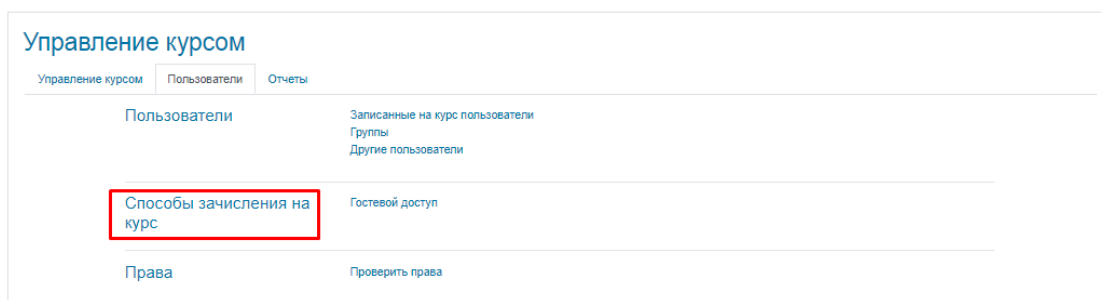 Управление курсом
Управление курсом Пользователи Отчеты
Пользователи Записанные на курс пользователи
Группы
Другие пользователи
Способы зачисления на Гостевой доступ
курс
Права Проверить права